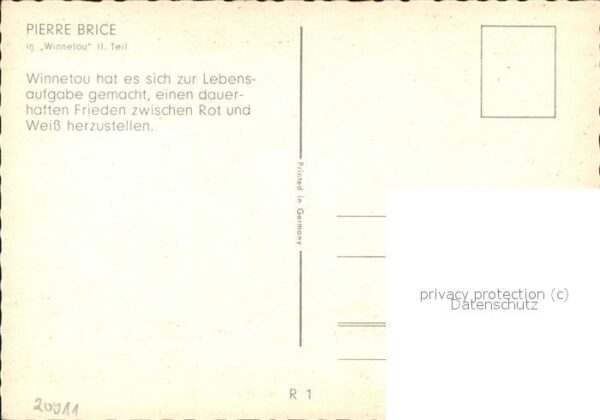 PIERRE BRICE
in „Winnetou" II. Teil
Winnetou hat es sich zur Lebens-
aufgabe gemacht, einen dauer-
haften Frieden zwischen Rot und
Weiß herzustellen.
Printed in Germany
privacy protection (c)
Datenschutz
R 1
20911